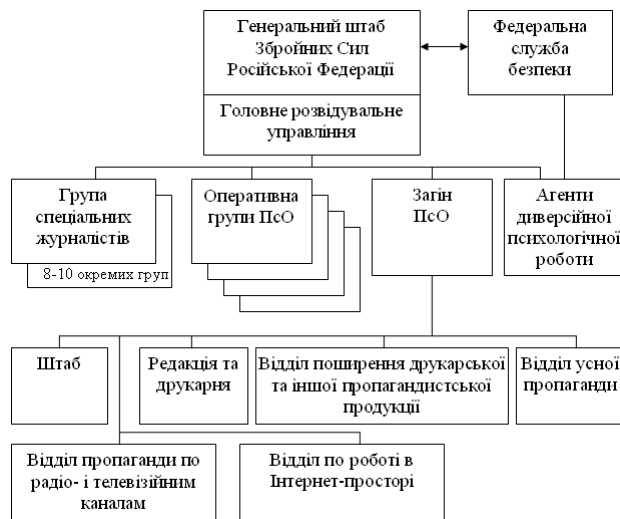 Генеральний штаб
Збройних Сил
Російської Федерації
Федеральна
служба
безпеки
Головне розвідувальне
управління
Група
спеціальних
журналістів
8-10 окремих груп
Оперативна
групи ПсО
Загін
ПсО
Агенти
диверсійної
психологічної
роботи
Штаб
Редакція та
друкарня
Відділ поширення друкарської
та іншої пропагандистської
продукції
Відділ усної
пропаганди
Відділ пропаганди по
радіо- і телевізійним
каналам
Відділ по роботі в
Інтернет-просторі